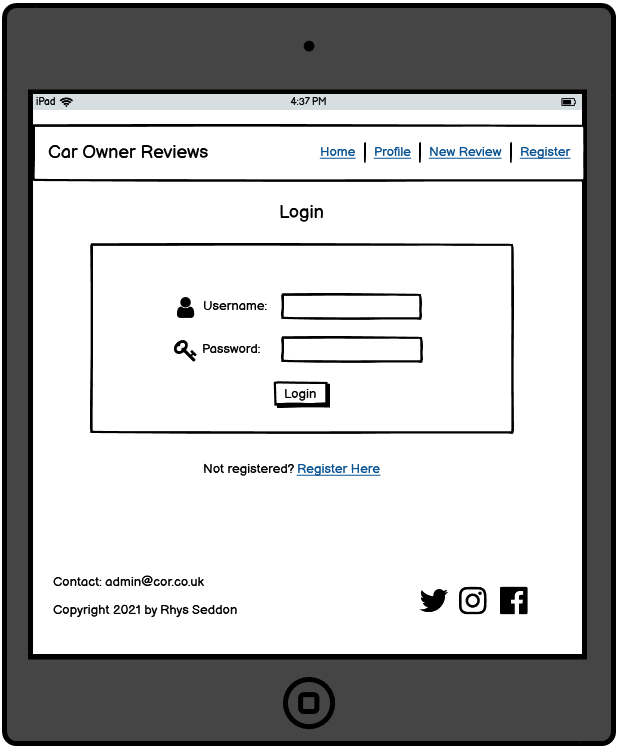 iPad 4:37 PM
Car Owner Reviews Home Profile New Review Register
Login
Username:
Password:
Login
Not registered? Register Here
Contact: admin@cor.co.uk
Copyright 2021 by Rhys Seddon